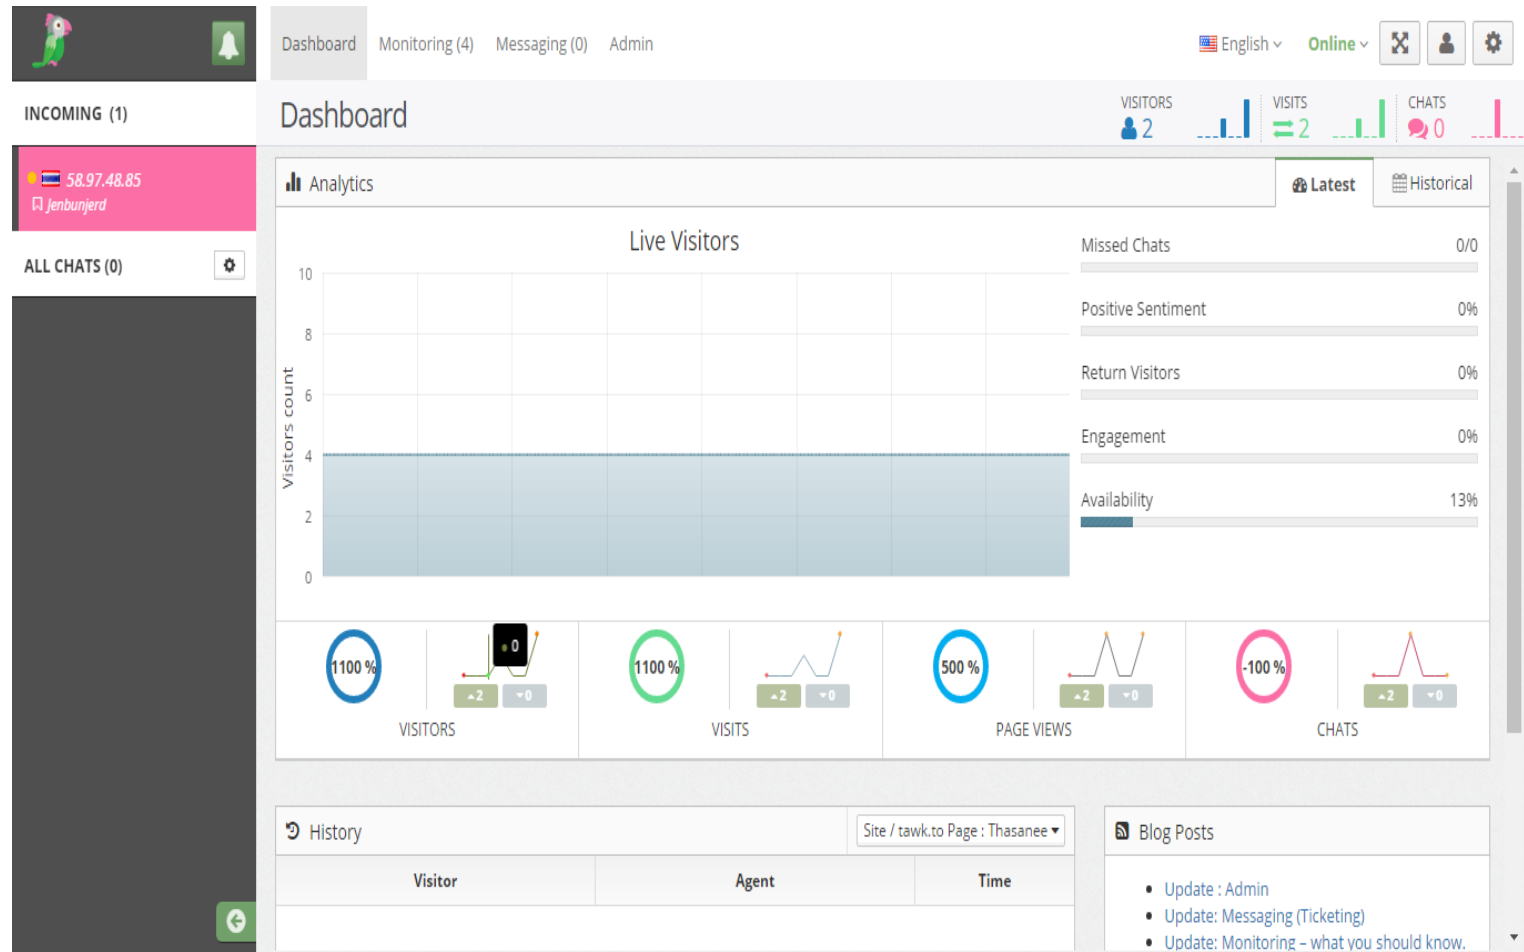 Dashboard Monitoring (4) Messaging (0) Admin English Online
INCOMING (1)
58.97.48.85
Jenbunjerd
ALL CHATS (0)
Dashboard
VISITORS
2
VISITS
2
CHATS
0
Analytics
Latest
Historical
Live Visitors
Visitors count
10
8
6
4
2
0
Missed Chats 0/0
Positive Sentiment 0%
Return Visitors 0%
Engagement 0%
Availability 13%
1100 %
0
2 0
VISITORS
1100 %
2 0
VISITS
500 %
2 0
PAGE VIEWS
-100 %
2 0
CHATS
History
Site / tawk.to Page : Thasanee
Visitor Agent Time
Blog Posts
Update : Admin
Update: Messaging (Ticketing)
Update: Monitoring – what you should know.